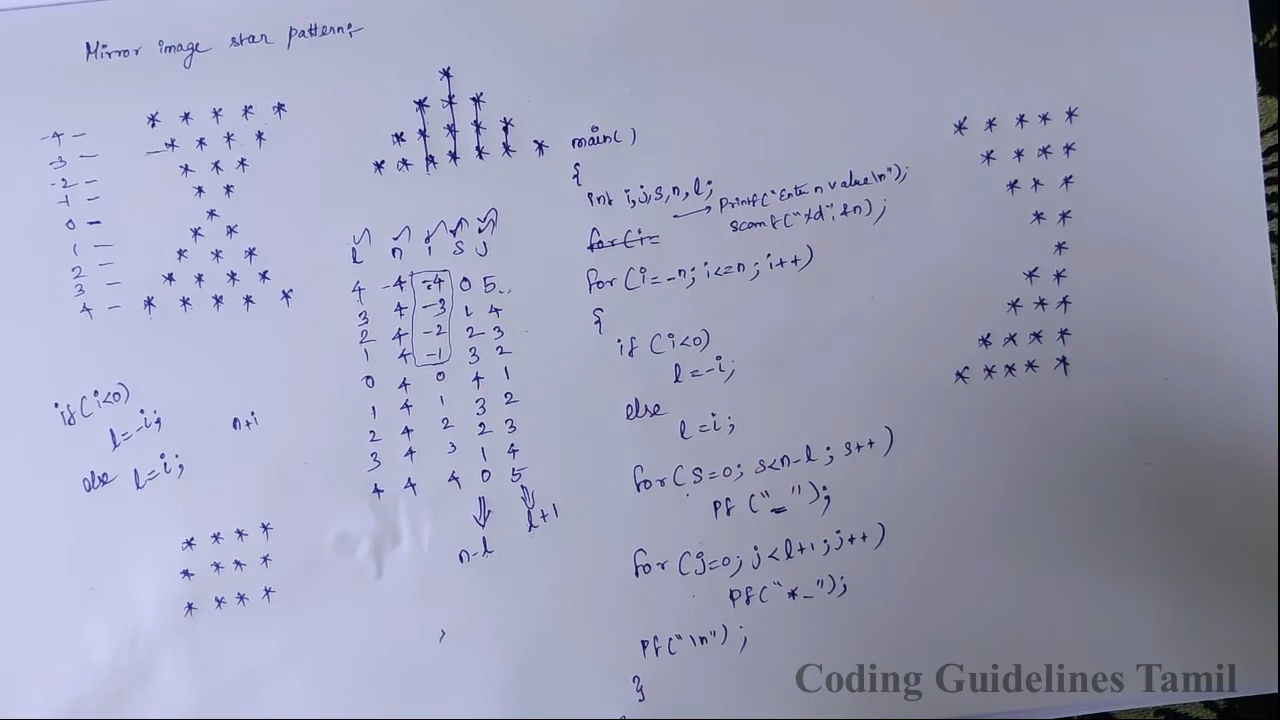 Mirror image star pattern:-
-4 - * * * * *
-3 - - * * * *
-2 - * * *
-1 - * *
0 - *
1 - * *
2 - * * *
3 - * * * *
4 - * * * * *
if (i<0)
l=-i;
else l=i;
n+i
* * * *
* * * *
* * * *
*
* * *
* * * * *
* * * * * * *
l n i s j
4 -4 -4 0 5..
3 4 -3 1 4
2 4 -2 2 3
1 4 -1 3 2
0 4 0 4 1
1 4 1 3 2
2 4 2 2 3
3 4 3 1 4
4 4 4 0 5
n-l
l+1
main()
{
int i,j,s,n,l;
→ Printf("Enter n value\n");
scanf("%d",&n);
for(i=
for(i=-n; i<=n; i++)
{
if (i<0)
l=-i;
else
l=i;
for(s=0; s<n-l; s++)
Pf ("_");
for(j=0; j<l+1; j++)
Pf("*_");
Pf("\n");
}
* * * * *
* * * *
* * *
* *
*
* *
* * *
* * * *
* * * * *
Coding Guidelines Tamil